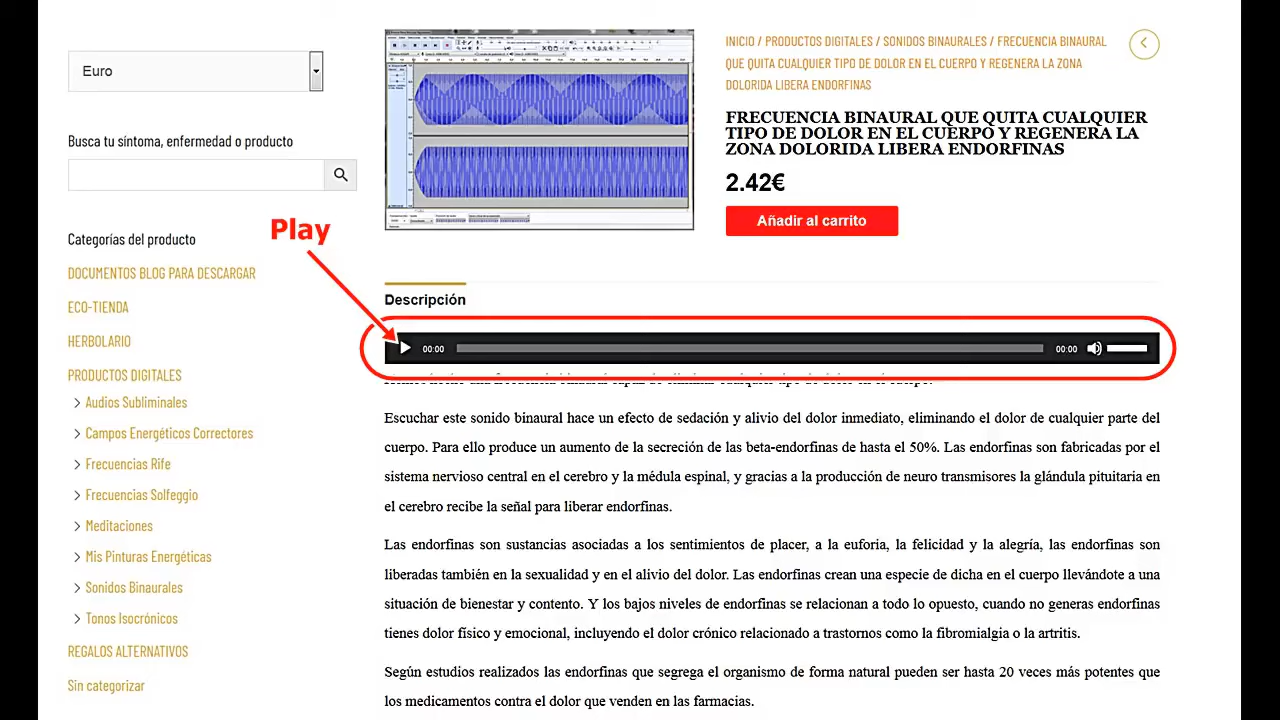 Euro
Busca tu síntoma, enfermedad o producto
Play
Categorías del producto
DOCUMENTOS BLOG PARA DESCARGAR
ECO-TIENDA
HERBOLARIO
PRODUCTOS DIGITALES
Audios Subliminales
Campos Energéticos Correctores
Frecuencias Rife
Frecuencias Solfeggio
Meditaciones
Mis Pinturas Energéticas
Sonidos Binaurales
Tonos Isocrónicos
REGALOS ALTERNATIVOS
Sin categorizar
INICIO / PRODUCTOS DIGITALES / SONIDOS BINAURALES / FRECUENCIA BINAURAL
QUE QUITA CUALQUIER TIPO DE DOLOR EN EL CUERPO Y REGENERA LA ZONA
DOLORIDA LIBERA ENDORFINAS
FRECUENCIA BINAURAL QUE QUITA CUALQUIER
TIPO DE DOLOR EN EL CUERPO Y REGENERA LA
ZONA DOLORIDA LIBERA ENDORFINAS
2.42€
Añadir al carrito
Descripción
00:00
00:00
Escuchar este sonido binaural hace un efecto de sedación y alivio del dolor inmediato, eliminando el dolor de cualquier parte del
cuerpo. Para ello produce un aumento de la secreción de las beta-endorfinas de hasta el 50%. Las endorfinas son fabricadas por el
sistema nervioso central en el cerebro y la médula espinal, y gracias a la producción de neuro transmisores la glándula pituitaria en
el cerebro recibe la señal para liberar endorfinas.
Las endorfinas son sustancias asociadas a los sentimientos de placer, a la euforia, la felicidad y la alegría, las endorfinas son
liberadas también en la sexualidad y en el alivio del dolor. Las endorfinas crean una especie de dicha en el cuerpo llevándote a una
situación de bienestar y contento. Y los bajos niveles de endorfinas se relacionan a todo lo opuesto, cuando no generas endorfinas
tienes dolor físico y emocional, incluyendo el dolor crónico relacionado a trastornos como la fibromialgia o la artritis.
Según estudios realizados las endorfinas que segrega el organismo de forma natural pueden ser hasta 20 veces más potentes que
los medicamentos contra el dolor que venden en las farmacias.